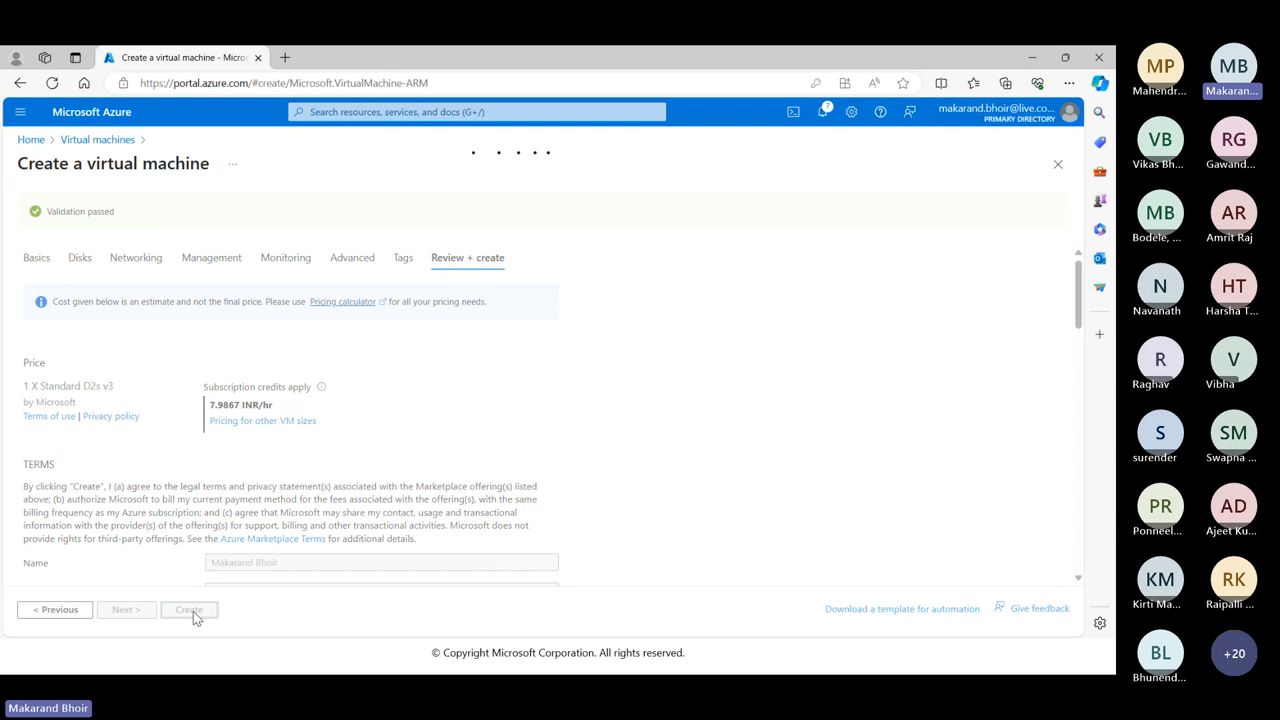 Create a virtual machine - Micros
https://portal.azure.com/#create/Microsoft.VirtualMachine-ARM
Microsoft Azure
Search resources, services, and docs (G+/)
7
makarand.bhoir@live.co...
PRIMARY DIRECTORY
Home > Virtual machines >
Create a virtual machine ...
Validation passed
Basics Disks Networking Management Monitoring Advanced Tags Review + create
Cost given below is an estimate and not the final price. Please use Pricing calculator for all your pricing needs.
Price
1 X Standard D2s v3
by Microsoft
Terms of use | Privacy policy
Subscription credits apply
7.9867 INR/hr
Pricing for other VM sizes
TERMS
By clicking "Create", I (a) agree to the legal terms and privacy statement(s) associated with the Marketplace offering(s) listed
above; (b) authorize Microsoft to bill my current payment method for the fees associated with the offering(s), with the same
billing frequency as my Azure subscription; and (c) agree that Microsoft may share my contact, usage and transactional
information with the provider(s) of the offering(s) for support, billing and other transactional activities. Microsoft does not
provide rights for third-party offerings. See the Azure Marketplace Terms for additional details.
Name
Makarand Bhoir
< Previous Next > Create
Download a template for automation
Give feedback
© Copyright Microsoft Corporation. All rights reserved.
Makarand Bhoir
MP MB
Mahendr... Makaran...
VB RG
Vikas Bh... Gawand...
MB AR
Bodele, ... Amrit Raj
N HT
Navanath Harsha T...
R V
Raghav Vibha
S SM
surender Swapna ...
PR AD
Ponneel... Ajeet Ku...
KM RK
Kirti Ma... Raipalli ...
BL +20
Bhunend...